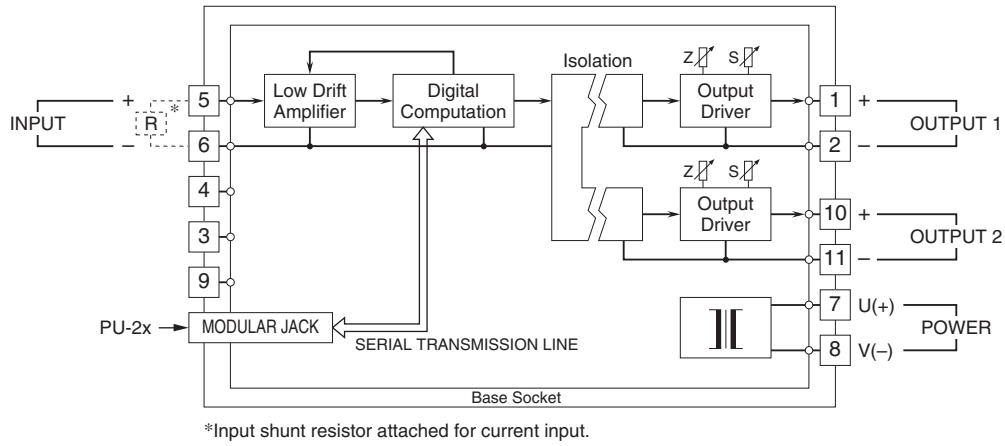 Isolation
Z S
Low Drift Amplifier
Digital Computation
Output Driver
INPUT
+
–
R
*
5
6
4
3
9
1 +
2 –
OUTPUT 1
Z S
Output Driver
10 +
11 –
OUTPUT 2
7 U(+)
8 V(–)
POWER
PU-2x
MODULAR JACK
SERIAL TRANSMISSION LINE
Base Socket
*Input shunt resistor attached for current input.